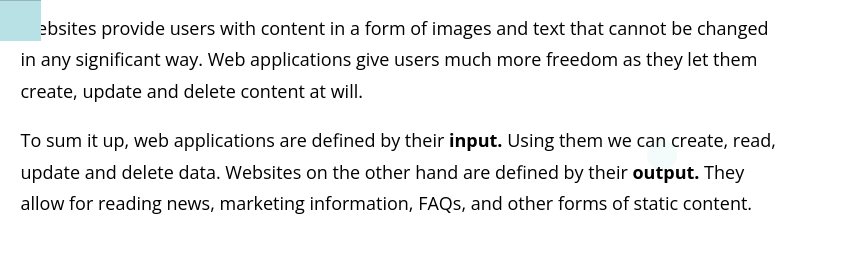 ebsites provide users with content in a form of images and text that cannot be changed
in any significant way. Web applications give users much more freedom as they let them
create, update and delete content at will.
To sum it up, web applications are defined by their input. Using them we can create, read,
update and delete data. Websites on the other hand are defined by their output. They
allow for reading news, marketing information, FAQs, and other forms of static content.